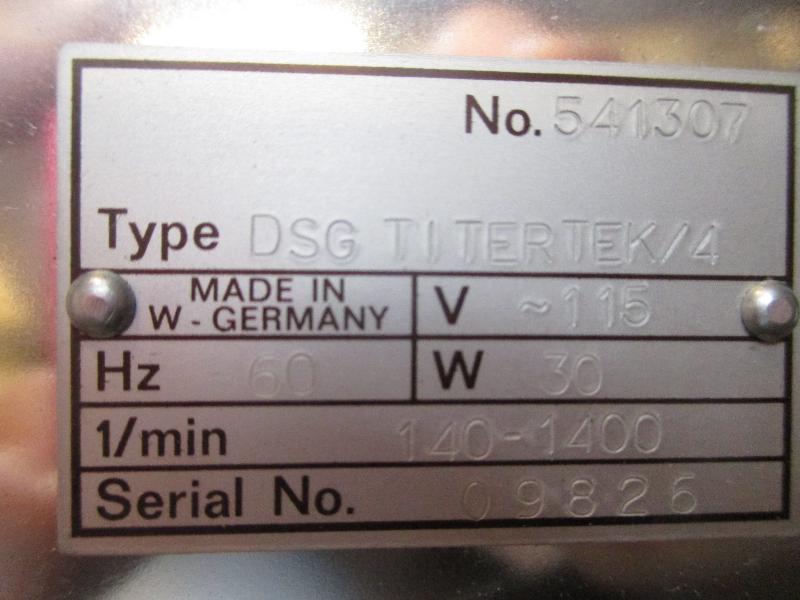 No. 541307
Type DSG TITERTEK/4
MADE IN
W - GERMANY
V ~115
Hz 60
W 30
1/min 140-1400
Serial No. 09826